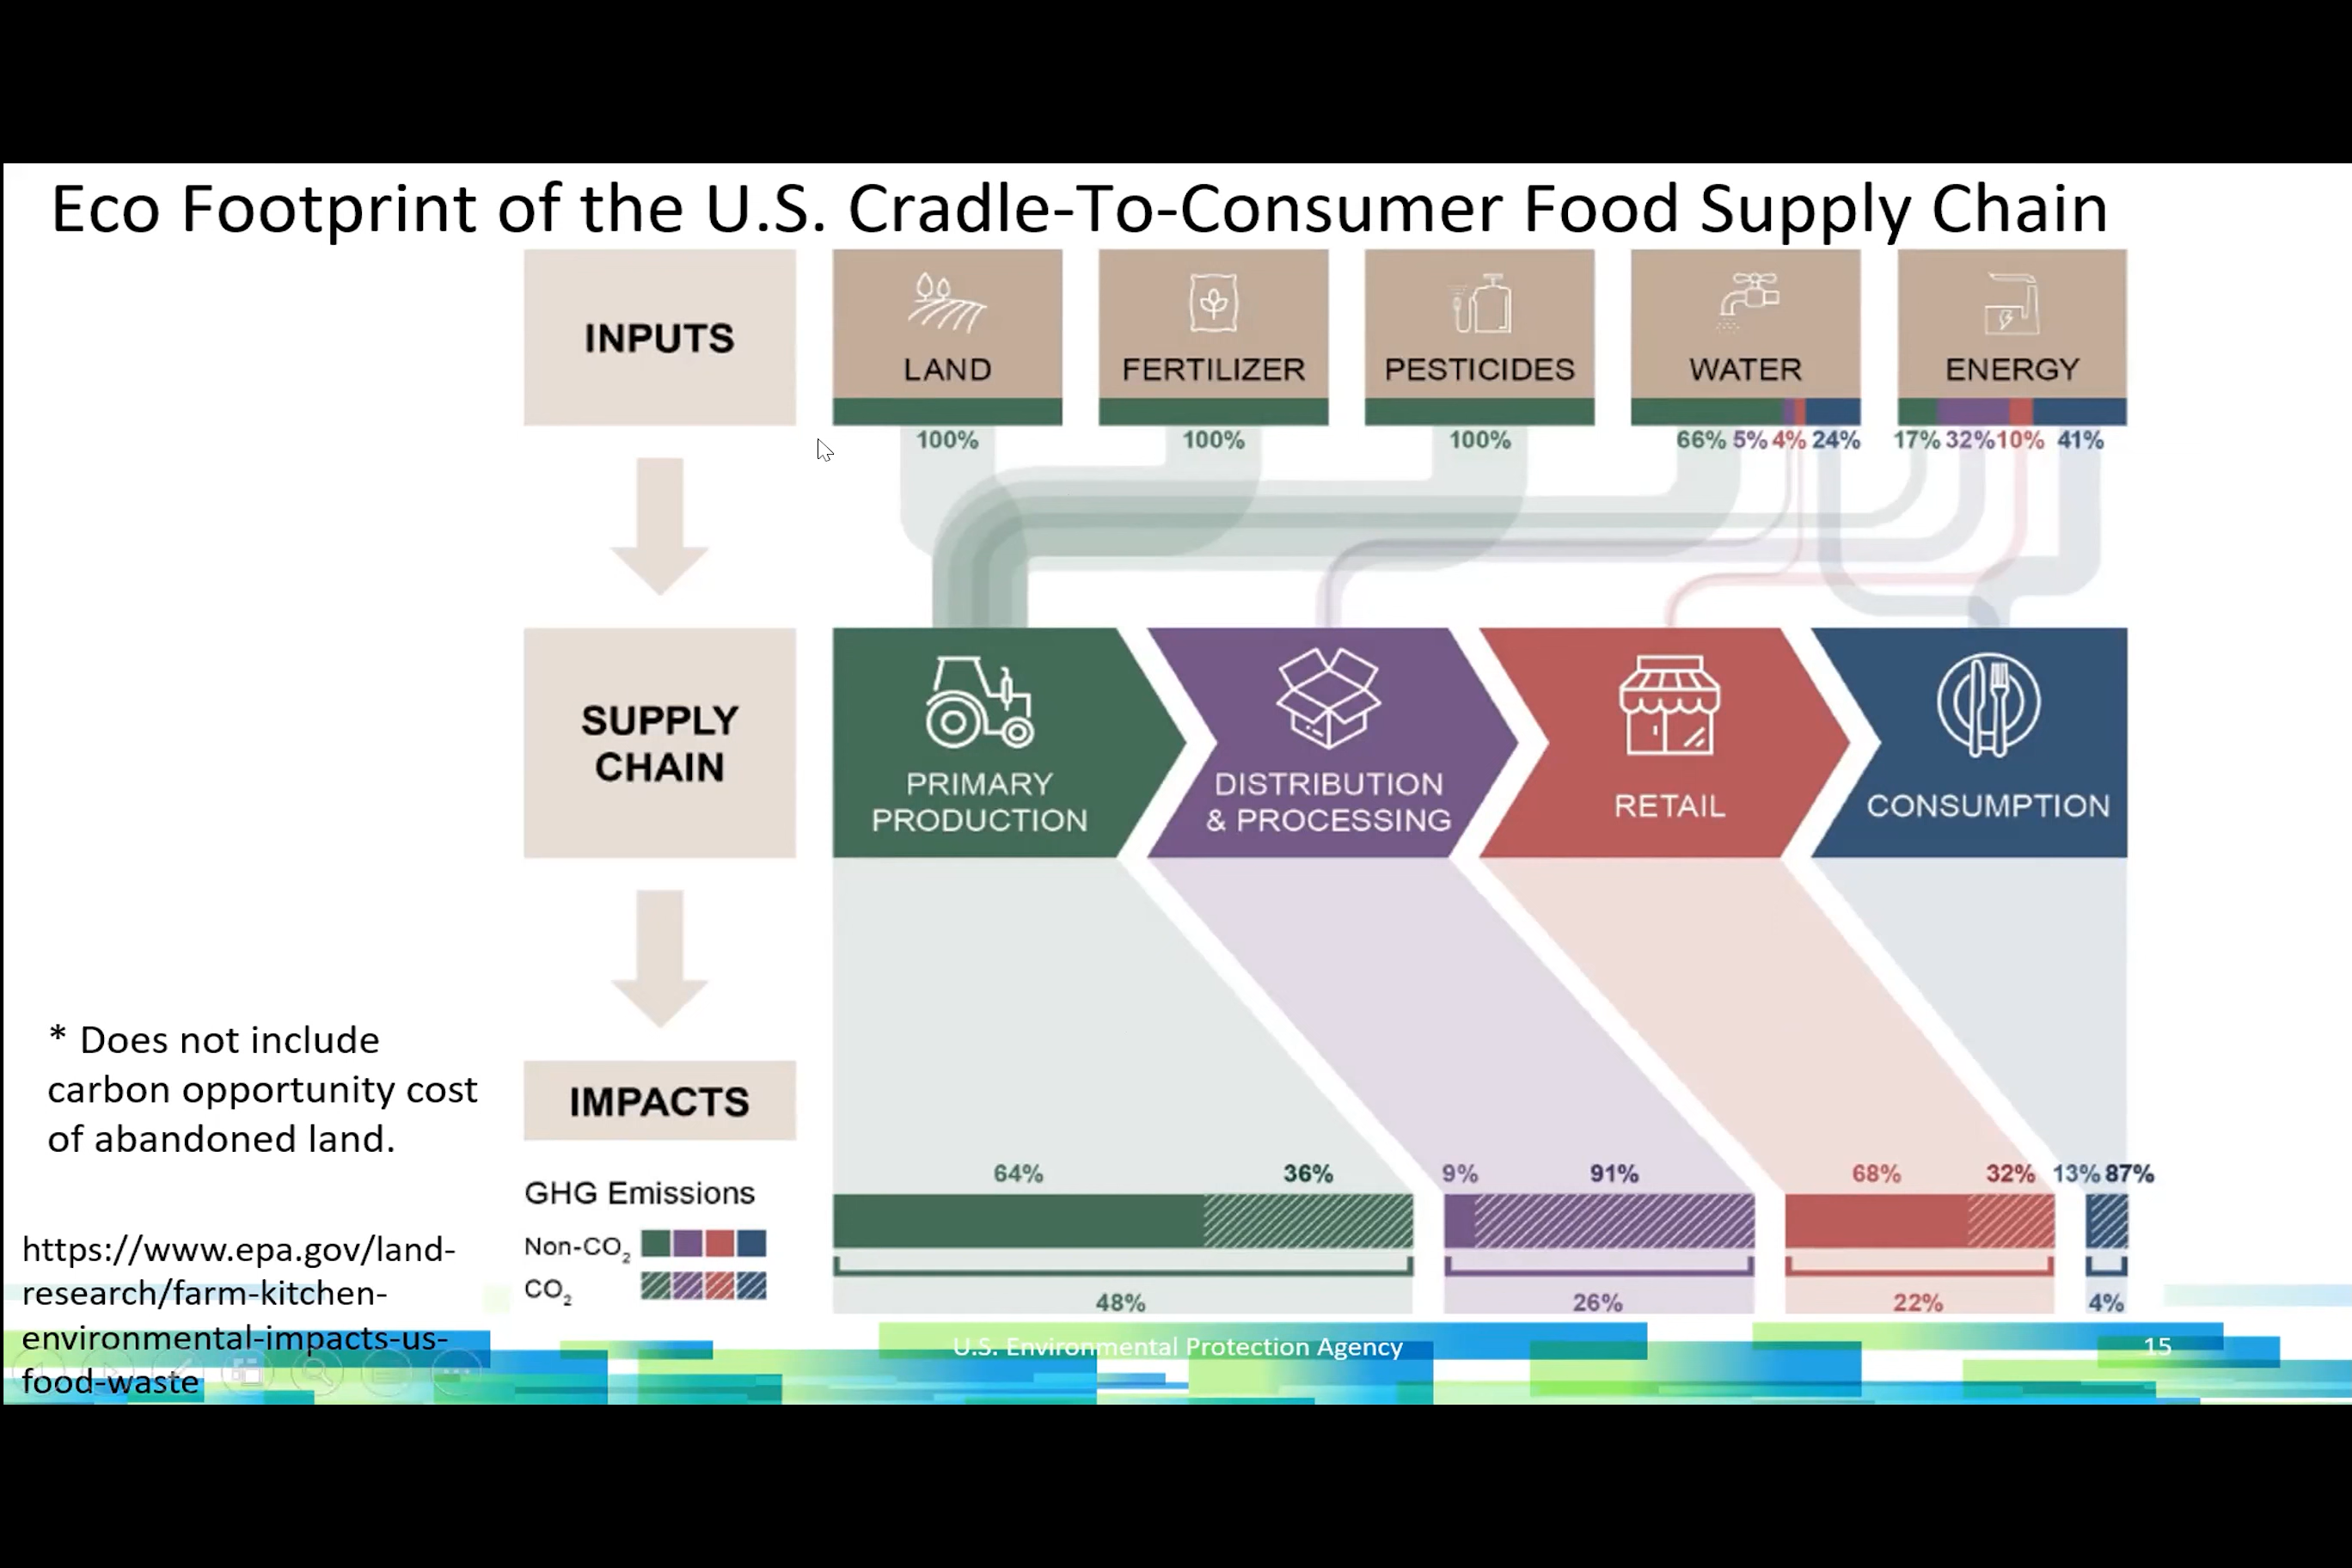 Eco Footprint of the U.S. Cradle-To-Consumer Food Supply Chain
INPUTS
LAND
FERTILIZER
PESTICIDES
WATER
ENERGY
100%
100%
100%
66% 5% 4% 24%
17% 32% 10% 41%
SUPPLY
CHAIN
PRIMARY
PRODUCTION
DISTRIBUTION
& PROCESSING
RETAIL
CONSUMPTION
* Does not include
carbon opportunity cost
of abandoned land.
IMPACTS
GHG Emissions
Non-CO₂
CO₂
64% 36%
9% 91%
68% 32%
13% 87%
48%
26%
22%
4%
https://www.epa.gov/land-
research/farm-kitchen-
environmental-impacts-us-
food-waste
U.S. Environmental Protection Agency
15